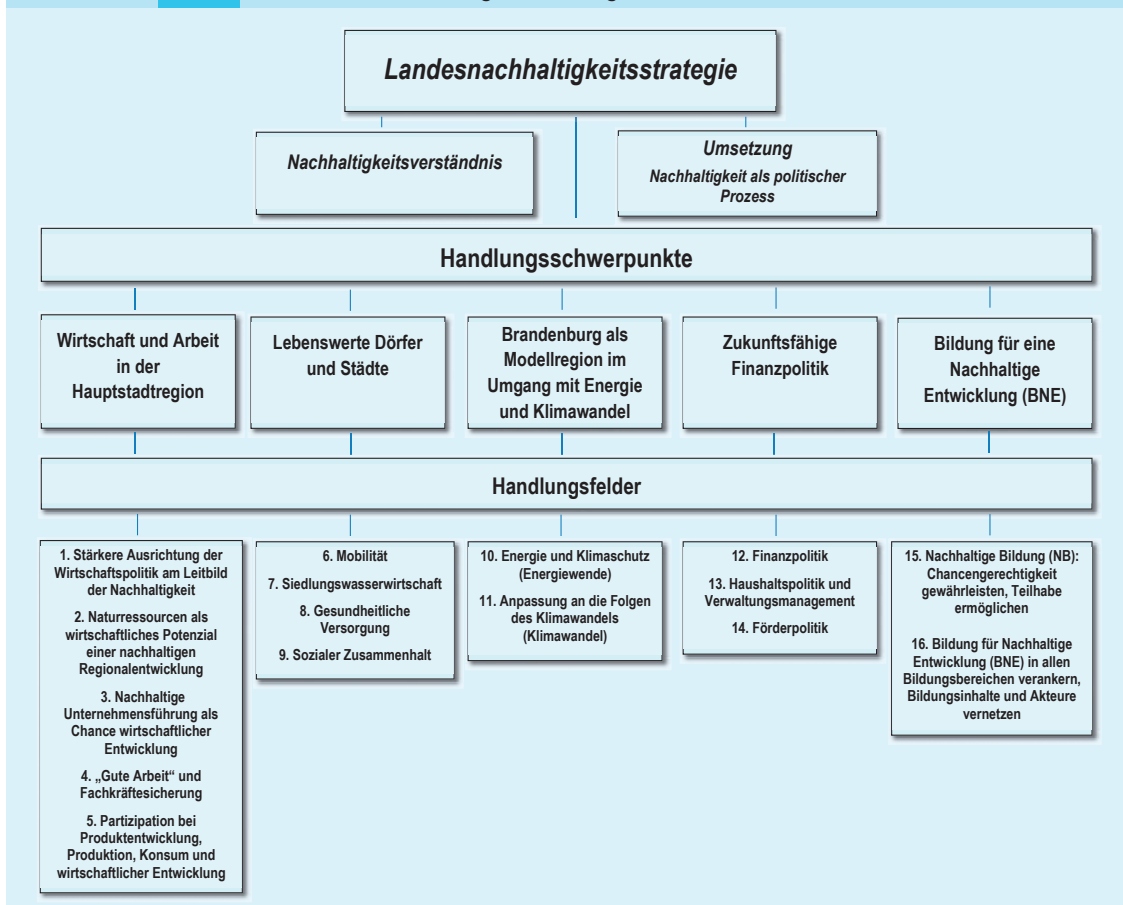 Landesnachhaltigkeitsstrategie
Nachhaltigkeitsverständnis
Umsetzung
Nachhaltigkeit als politischer
Prozess
Handlungsschwerpunkte
Wirtschaft und Arbeit
in der
Hauptstadtregion
Lebenswerte Dörfer
und Städte
Brandenburg als
Modellregion im
Umgang mit Energie
und Klimawandel
Zukunftsfähige
Finanzpolitik
Bildung für eine
Nachhaltige
Entwicklung (BNE)
Handlungsfelder
1. Stärkere Ausrichtung der
Wirtschaftspolitik am Leitbild
der Nachhaltigkeit
2. Naturressourcen als
wirtschaftliches Potenzial
einer nachhaltigen
Regionalentwicklung
3. Nachhaltige
Unternehmensführung als
Chance wirtschaftlicher
Entwicklung
4. „Gute Arbeit“ und
Fachkräftesicherung
5. Partizipation bei
Produktentwicklung,
Produktion, Konsum und
wirtschaftlicher Entwicklung
6. Mobilität
7. Siedlungswasserwirtschaft
8. Gesundheitliche
Versorgung
9. Sozialer Zusammenhalt
10. Energie und Klimaschutz
(Energiewende)
11. Anpassung an die Folgen
des Klimawandels
(Klimawandel)
12. Finanzpolitik
13. Haushaltspolitik und
Verwaltungsmanagement
14. Förderpolitik
15. Nachhaltige Bildung (NB):
Chancengerechtigkeit
gewährleisten, Teilhabe
ermöglichen
16. Bildung für Nachhaltige
Entwicklung (BNE) in allen
Bildungsbereichen verankern,
Bildungsinhalte und Akteure
vernetzen